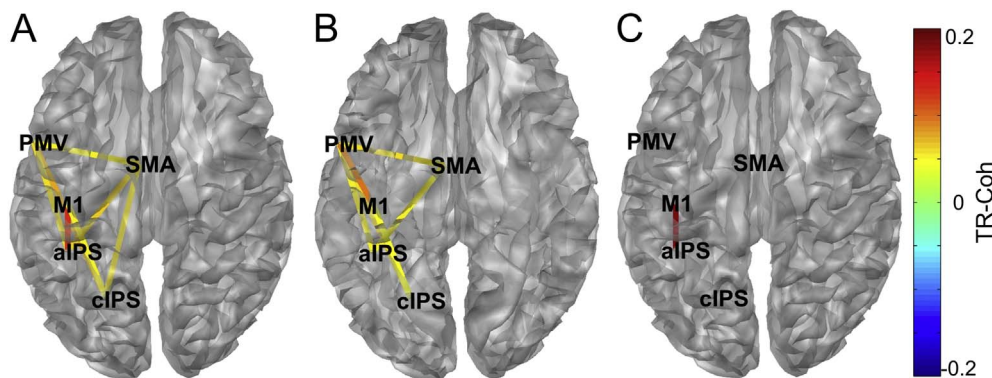 A
B
C
PMV
SMA
M1
aIPS
cIPS
PMV
SMA
M1
aIPS
cIPS
PMV
SMA
M1
aIPS
cIPS
0.2
0
-0.2
TR-Coh